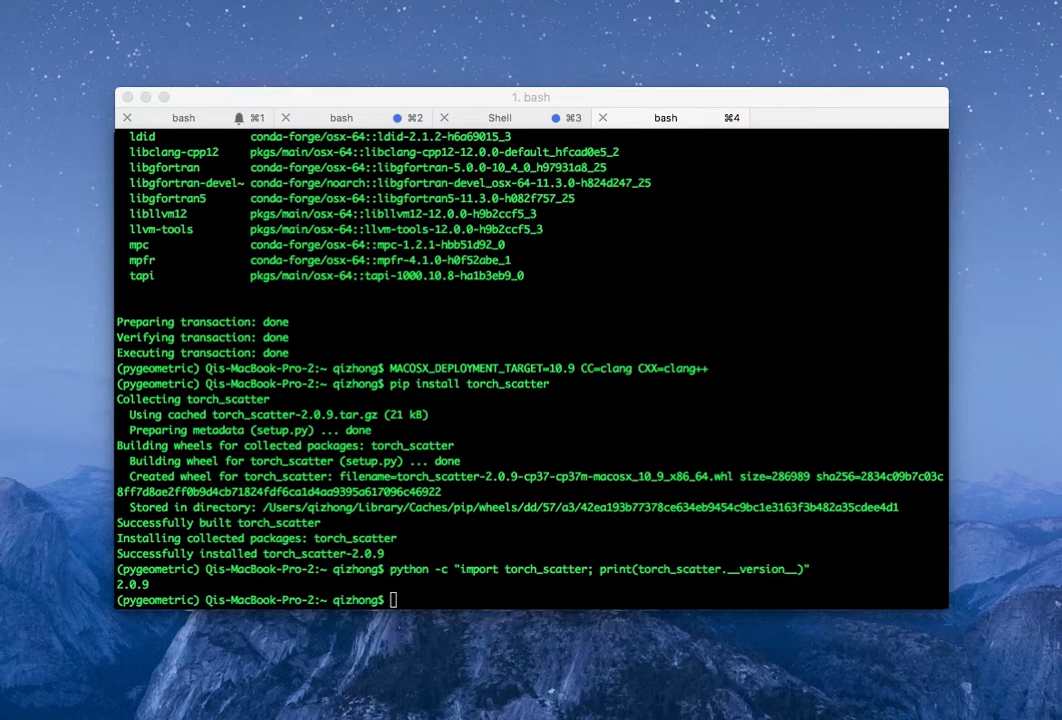 1. bash
bash ⌘1 bash ⌘2 Shell ⌘3 bash ⌘4
ldid conda-forge/osx-64::ldid-2.1.2-h6a69015_3
libclang-cpp12 pkgs/main/osx-64::libclang-cpp12-12.0.0-default_hfcad0e5_2
libgfortran conda-forge/osx-64::libgfortran-5.0.0-10_4_0_h97931a8_25
libgfortran-devel~ conda-forge/noarch::libgfortran-devel_osx-64-11.3.0-h824d247_25
libgfortran5 conda-forge/osx-64::libgfortran5-11.3.0-h082f757_25
libllvm12 pkgs/main/osx-64::libllvm12-12.0.0-h9b2ccf5_3
llvm-tools pkgs/main/osx-64::llvm-tools-12.0.0-h9b2ccf5_3
mpc conda-forge/osx-64::mpc-1.2.1-hbb51d92_0
mpfr conda-forge/osx-64::mpfr-4.1.0-h0f52abe_1
tapi pkgs/main/osx-64::tapi-1000.10.8-ha1b3eb9_0
Preparing transaction: done
Verifying transaction: done
Executing transaction: done
(pygeometric) Qis-MacBook-Pro-2:~ qizhong$ MACOSX_DEPLOYMENT_TARGET=10.9 CC=clang CXX=clang++
(pygeometric) Qis-MacBook-Pro-2:~ qizhong$ pip install torch_scatter
Collecting torch_scatter
Using cached torch_scatter-2.0.9.tar.gz (21 kB)
Preparing metadata (setup.py) ... done
Building wheels for collected packages: torch_scatter
Building wheel for torch_scatter (setup.py) ... done
Created wheel for torch_scatter: filename=torch_scatter-2.0.9-cp37-cp37m-macosx_10_9_x86_64.whl size=286989 sha256=2834c09b7c03c
8ff7d8ae2ff0b9d4cb71824fdf6ca1d4aa9395a617096c46922
Stored in directory: /Users/qizhong/Library/Caches/pip/wheels/dd/57/a3/42ea193b77378ce634eb9454c9bc1e3163f3b482a35cdee4d1
Successfully built torch_scatter
Installing collected packages: torch_scatter
Successfully installed torch_scatter-2.0.9
(pygeometric) Qis-MacBook-Pro-2:~ qizhong$ python -c "import torch_scatter; print(torch_scatter.__version__)"
2.0.9
(pygeometric) Qis-MacBook-Pro-2:~ qizhong$